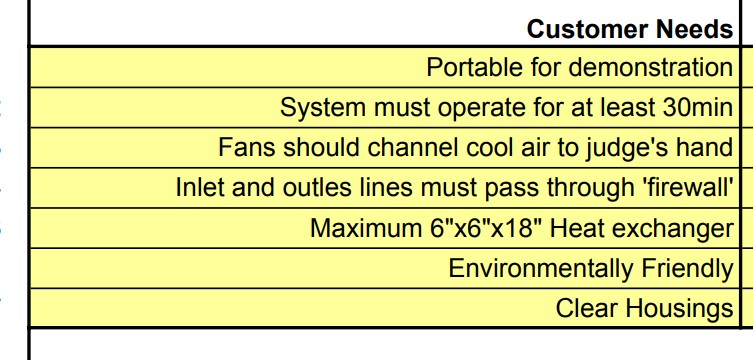 Customer Needs
Portable for demonstration
System must operate for at least 30min
Fans should channel cool air to judge's hand
Inlet and outles lines must pass through 'firewall'
Maximum 6"x6"x18" Heat exchanger
Environmentally Friendly
Clear Housings